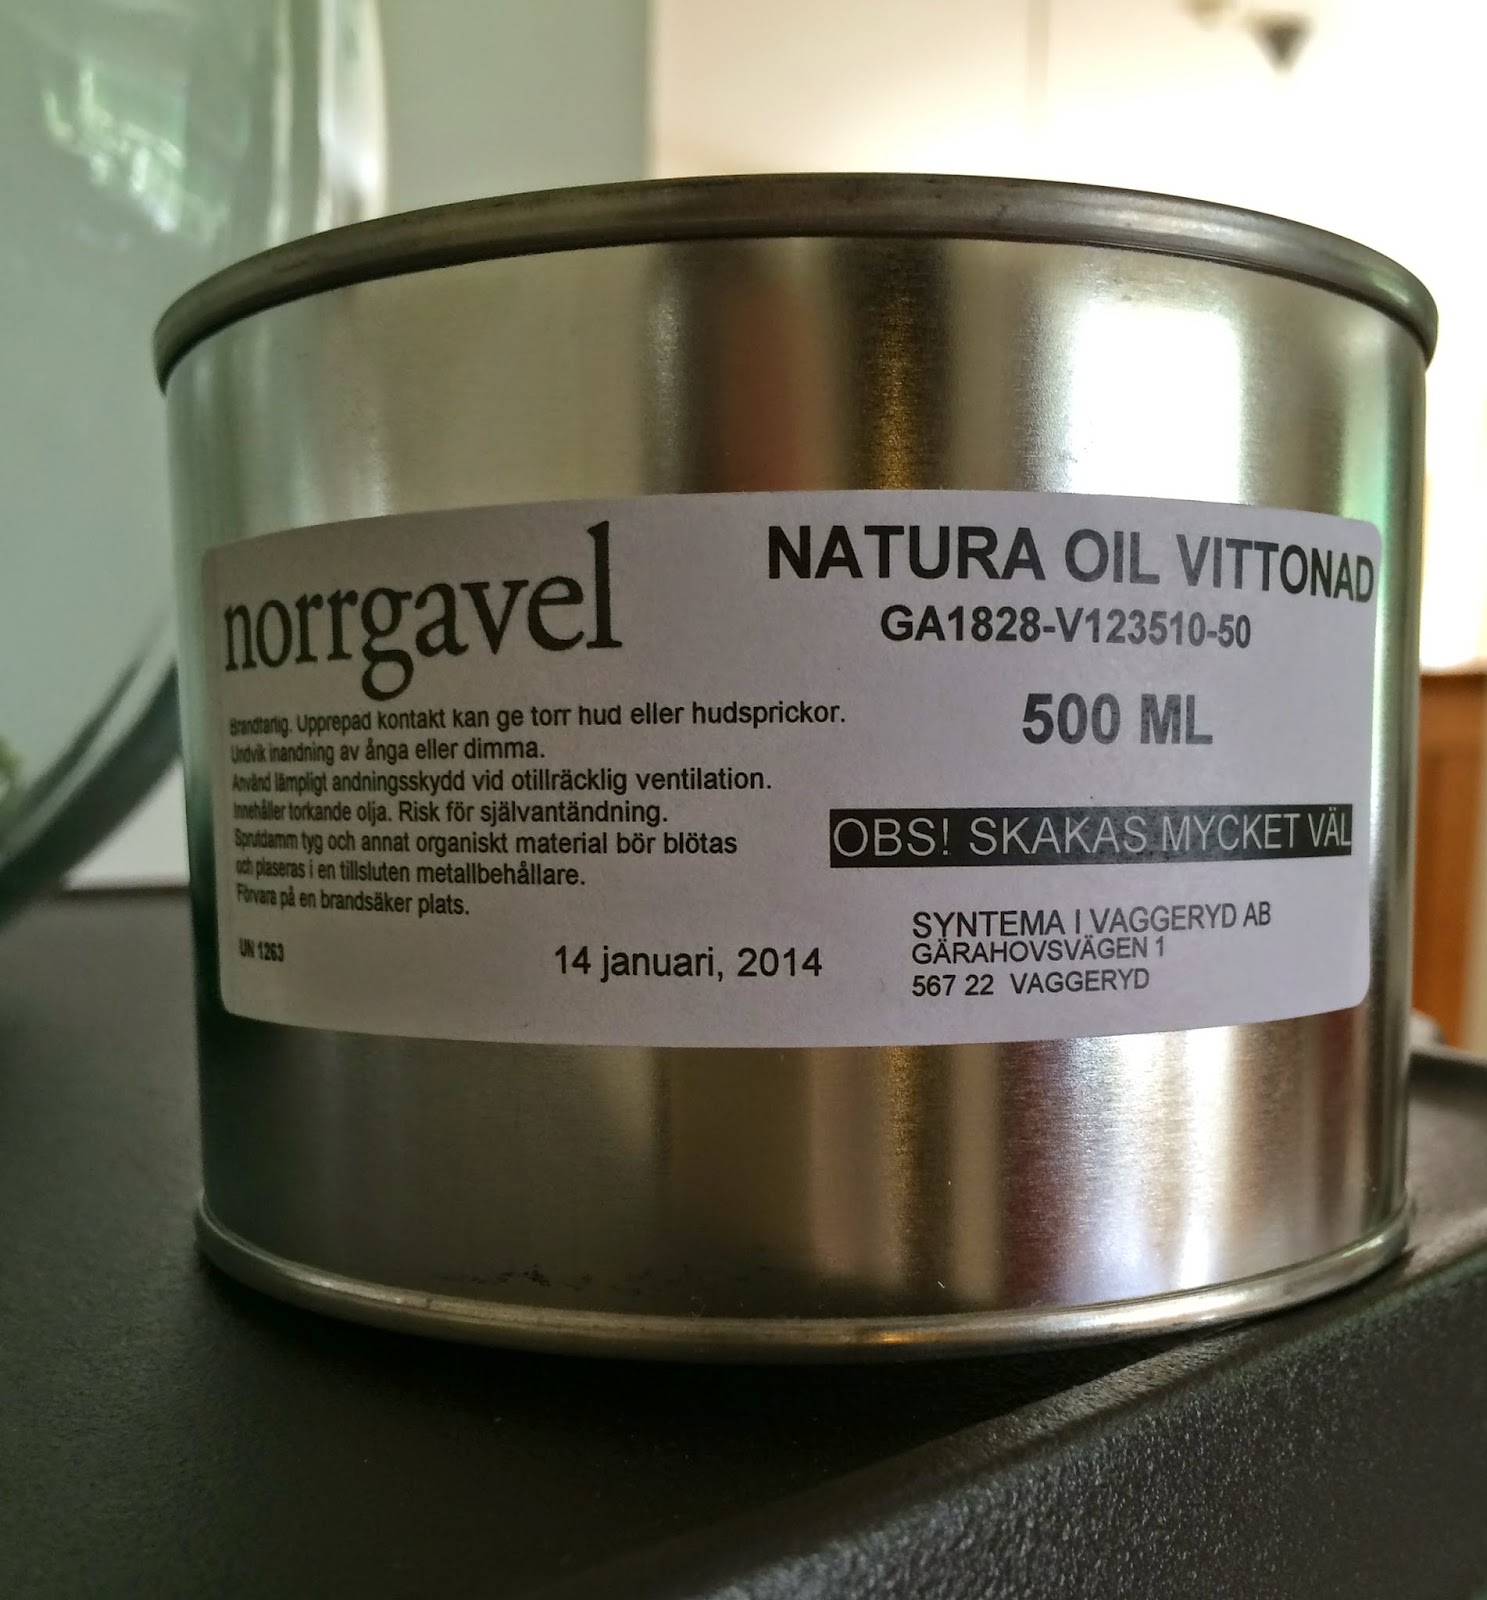 norrgavel
NATURA OIL VITTONAD
GA1828-V123510-50
500 ML
Brandfarlig. Upprepad kontakt kan ge torr hud eller hudsprickor.
Undvik inandning av ånga eller dimma.
Använd lämpligt andningsskydd vid otillräcklig ventilation.
Innehåller torkande olja. Risk för självantändning.
Sprutdamm tyg och annat organiskt material bör blötas
och plaseras i en tillsluten metallbehållare.
Förvara på en brandsäker plats.
OBS! SKAKAS MYCKET VÄL
UN 1263
14 januari, 2014
SYNTEMA I VAGGERYD AB
GÄRAHOVSVÄGEN 1
567 22 VAGGERYD